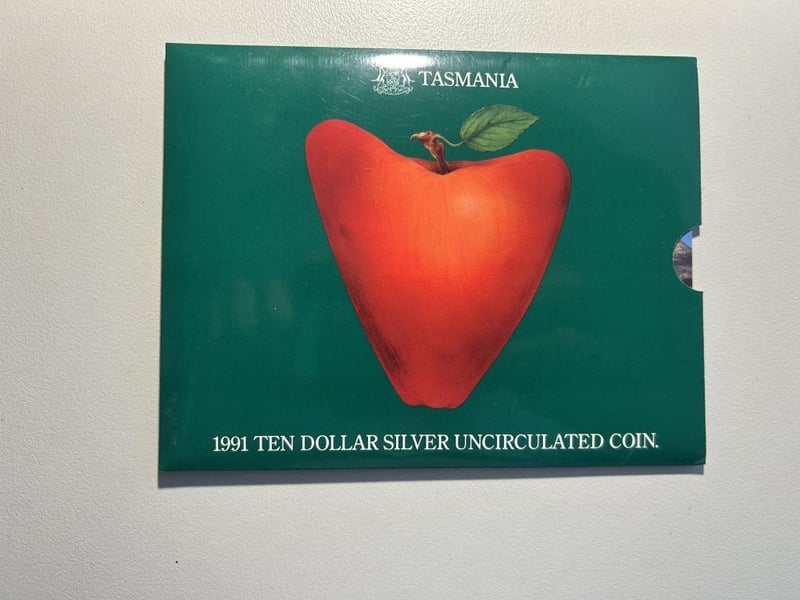 TASMANIA
1991 TEN DOLLAR SILVER UNCIRCULATED COIN.